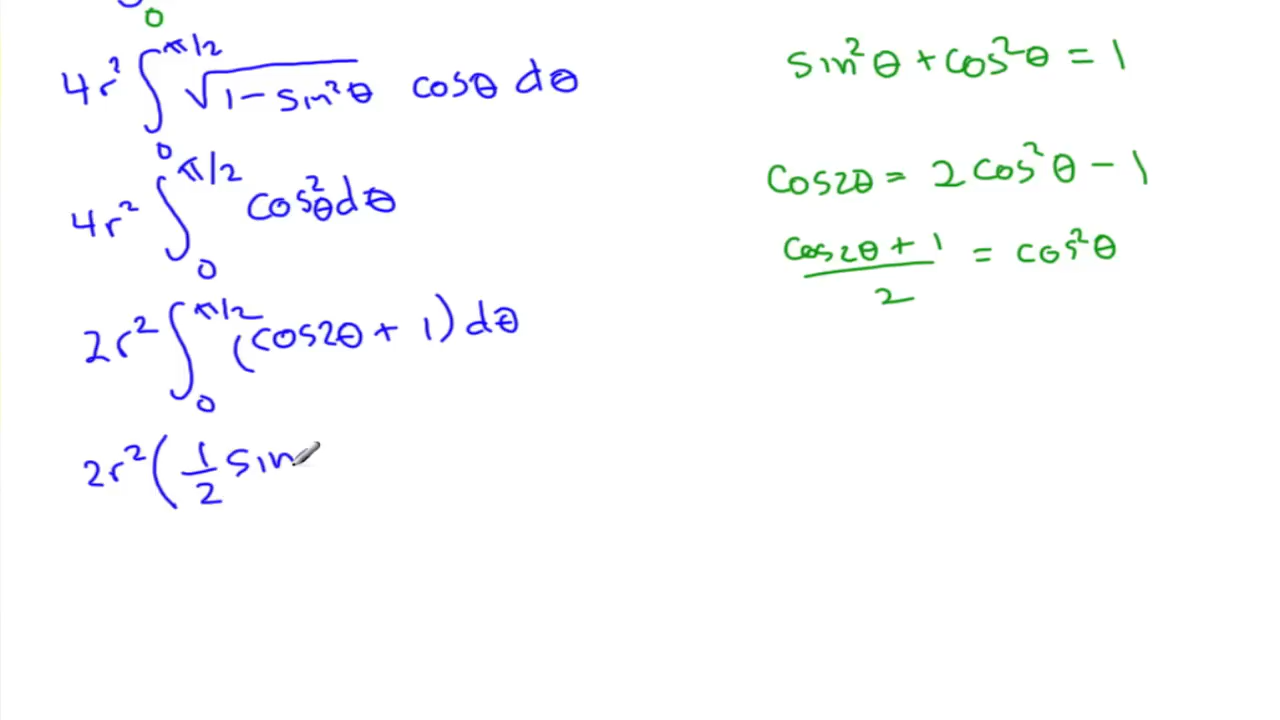 0
4r² ∫₀^π/2 √1-sin²θ cosθ dθ
4r² ∫₀^π/2 cos²θ dθ
2r² ∫₀^π/2 (cos2θ + 1) dθ
2r² ( 1/2 sin
sin²θ + cos²θ = 1
cos2θ = 2cos²θ - 1
cos2θ + 1 / 2 = cos²θ